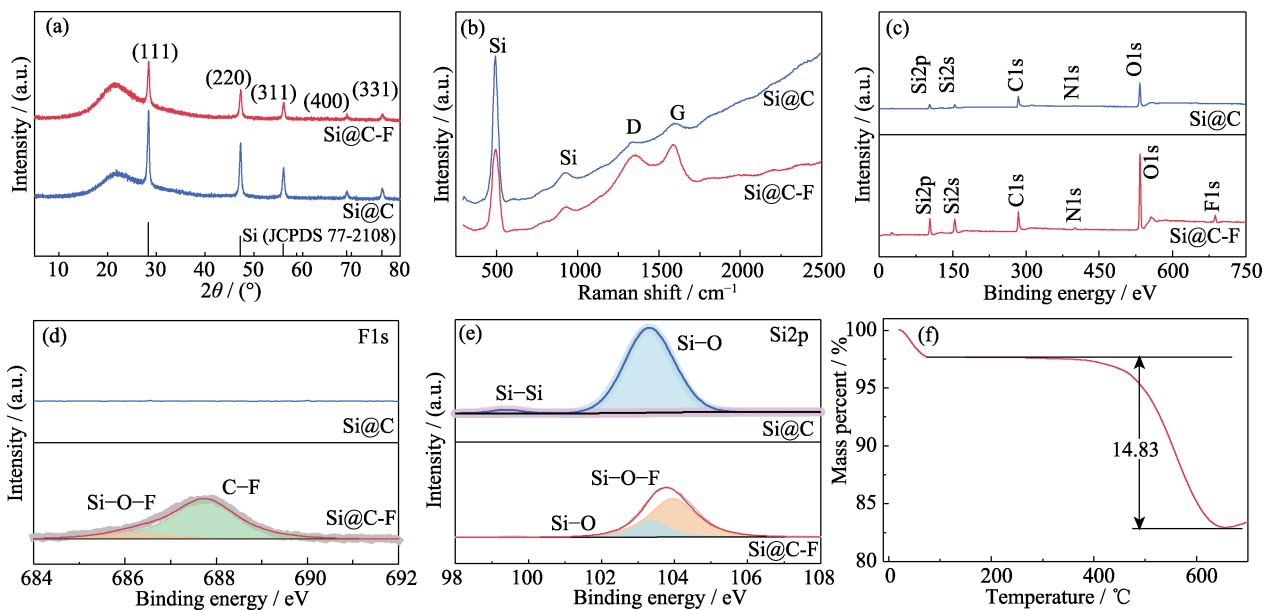 (a)
(111)
(220)
(311)
(400)
(331)
Si@C-F
Si@C
Si (JCPDS 77-2108)
Intensity / (a.u.)
10 20 30 40 50 60 70 80
2θ / (°)
(b)
Si
Si
D
G
Si@C
Si@C-F
Intensity / (a.u.)
500 1000 1500 2000 2500
Raman shift / cm⁻¹
(c)
Si2p
Si2s
C1s
N1s
O1s
Si@C
Si2p
Si2s
C1s
N1s
O1s
F1s
Si@C-F
Intensity / (a.u.)
0 150 300 450 600 750
Binding energy / eV
(d)
F1s
Si@C
Si−O−F
C−F
Si@C-F
Intensity / (a.u.)
684 686 688 690 692
Binding energy / eV
(e)
Si2p
Si−O
Si−Si
Si@C
Si−O−F
Si−O
Si@C-F
Intensity / (a.u.)
98 100 102 104 106 108
Binding energy / eV
(f)
100
95
90
85
80
14.83
Mass percent / %
0 200 400 600
Temperature / ℃